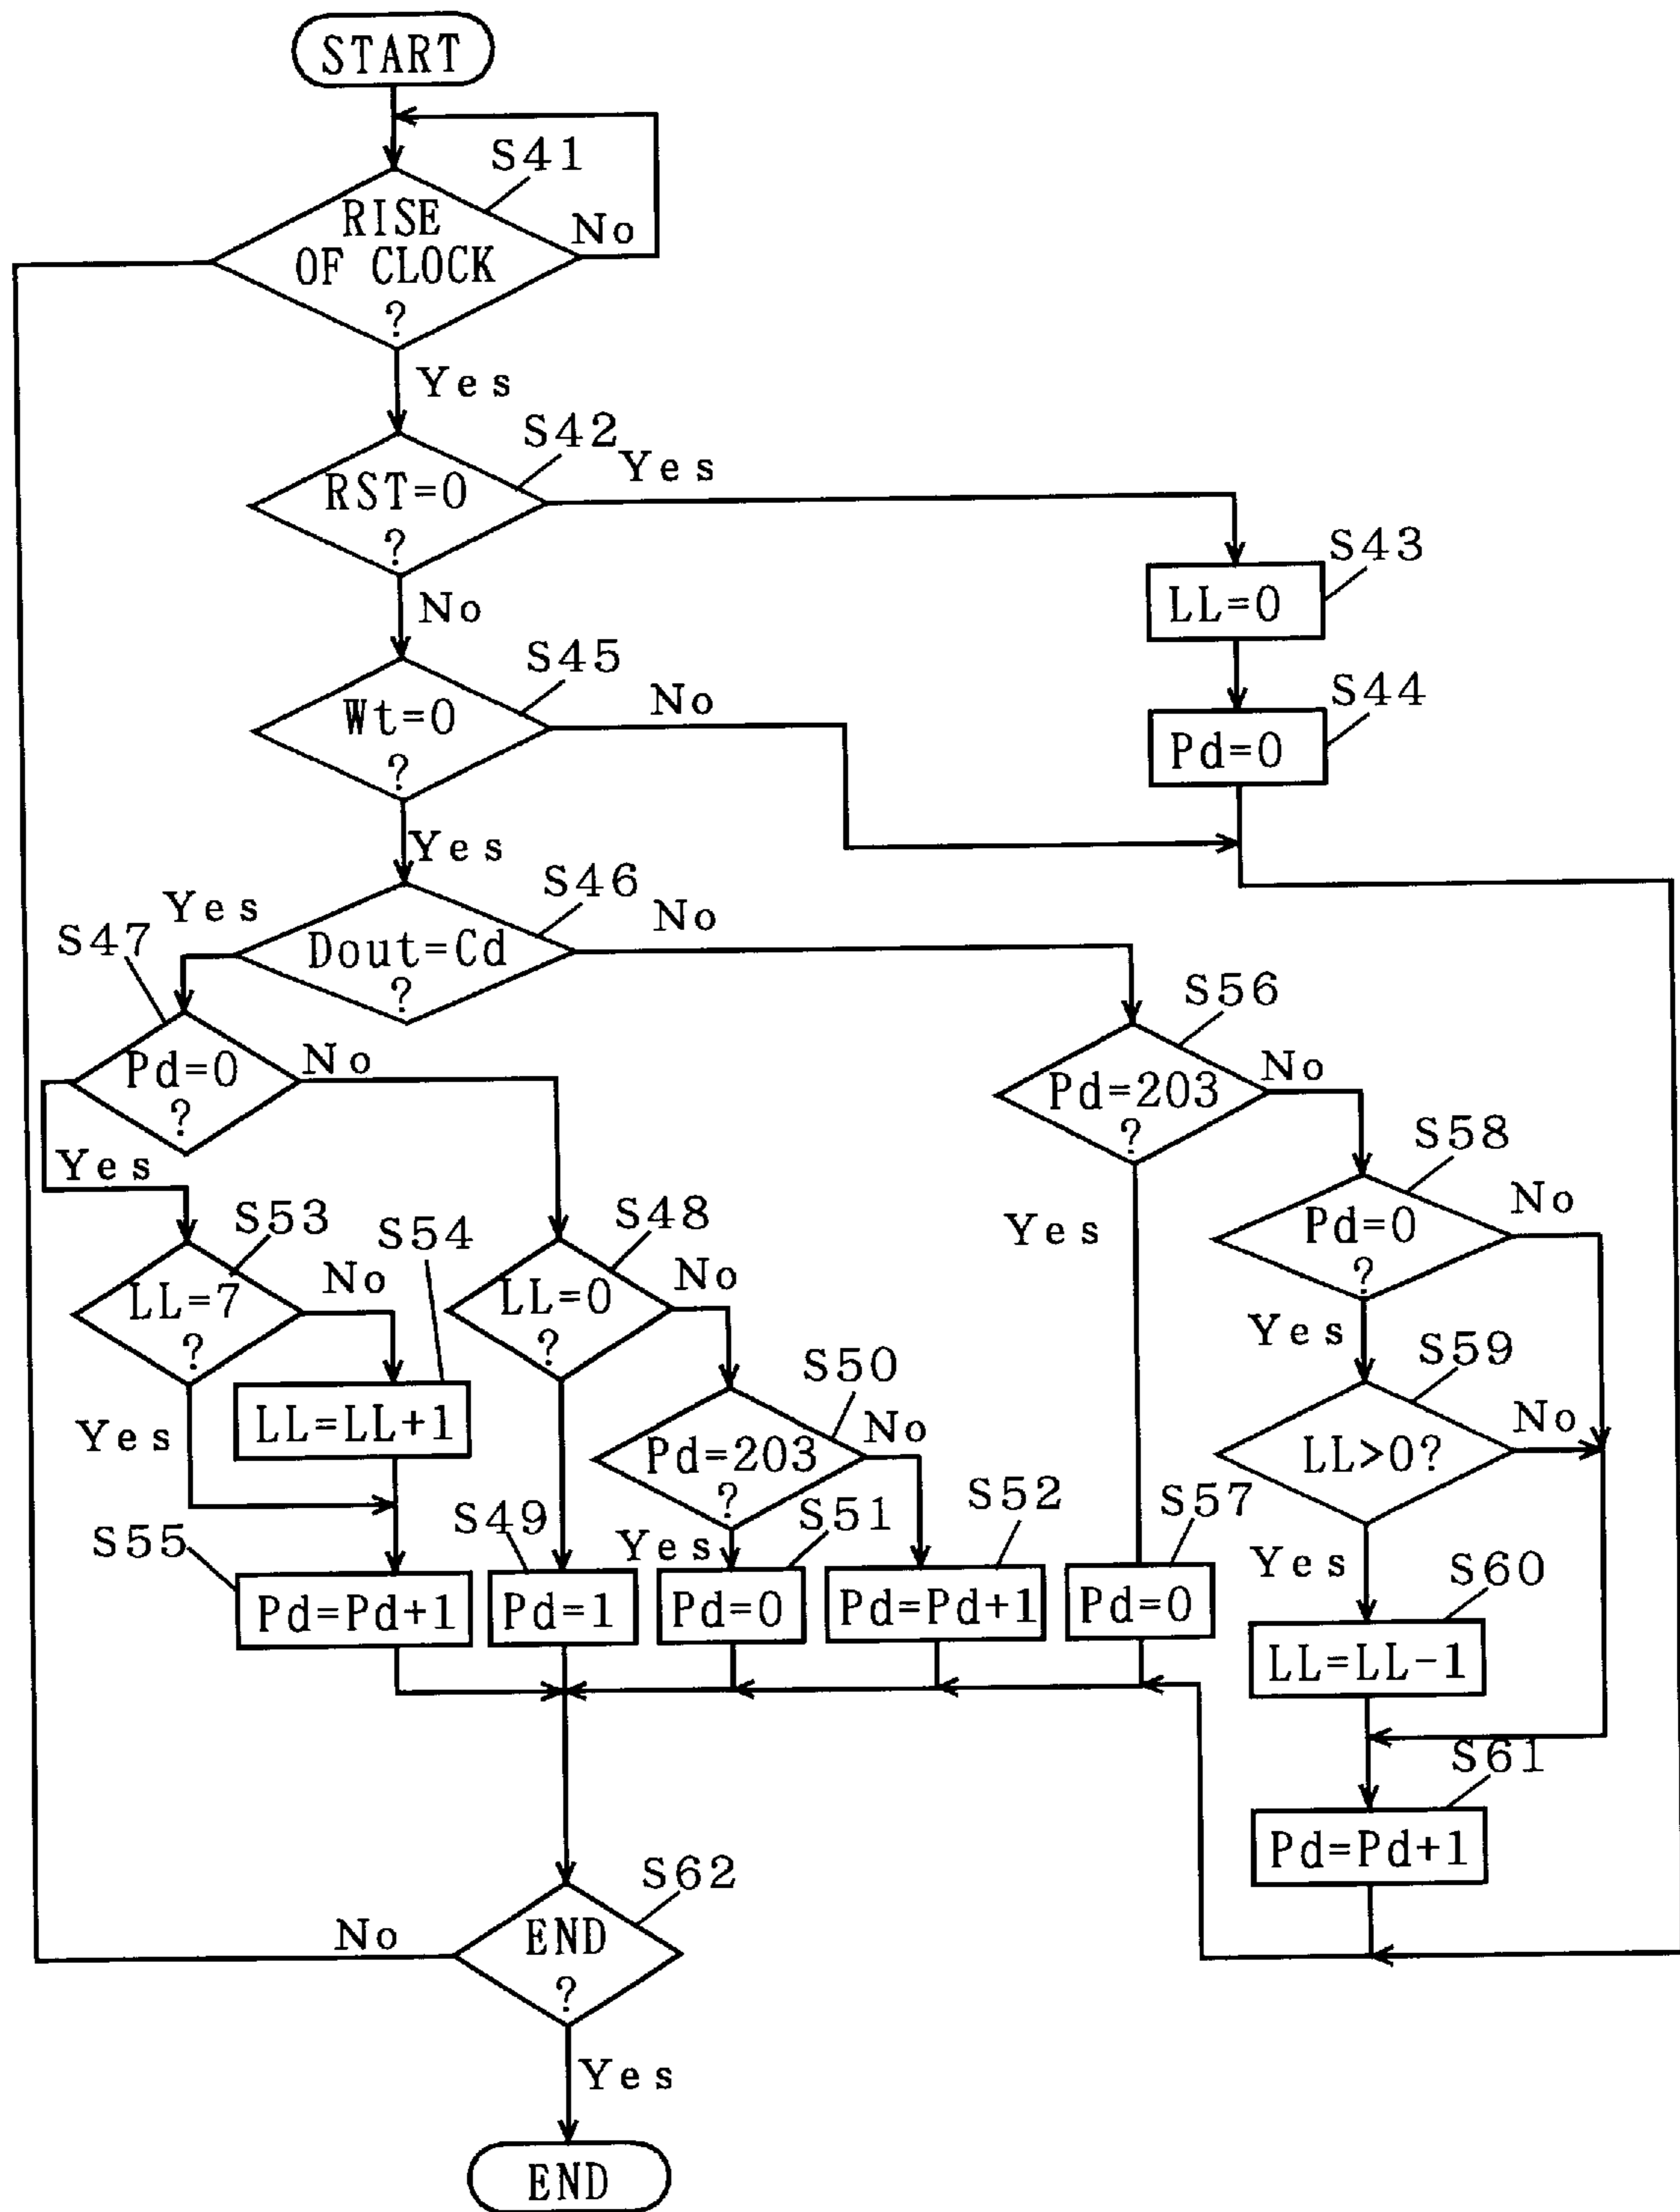 START
S41
RISE
OF CLOCK
?
No
Yes
S42
RST=0
?
Yes
No
S43
LL=0
S44
Pd=0
S45
Wt=0
?
No
Yes
S46
Dout=Cd
?
Yes
No
S47
Pd=0
?
No
Yes
S56
Pd=203
?
No
Yes
S58
Pd=0
?
No
Yes
S53
LL=7
?
No
Yes
S54
LL=LL+1
S48
LL=0
?
No
S50
Pd=203
?
No
Yes
S59
LL>0?
No
Yes
S55
Pd=Pd+1
S49
Pd=1
S51
Pd=0
S52
Pd=Pd+1
S57
Pd=0
S60
LL=LL-1
S61
Pd=Pd+1
S62
END
?
No
Yes
END